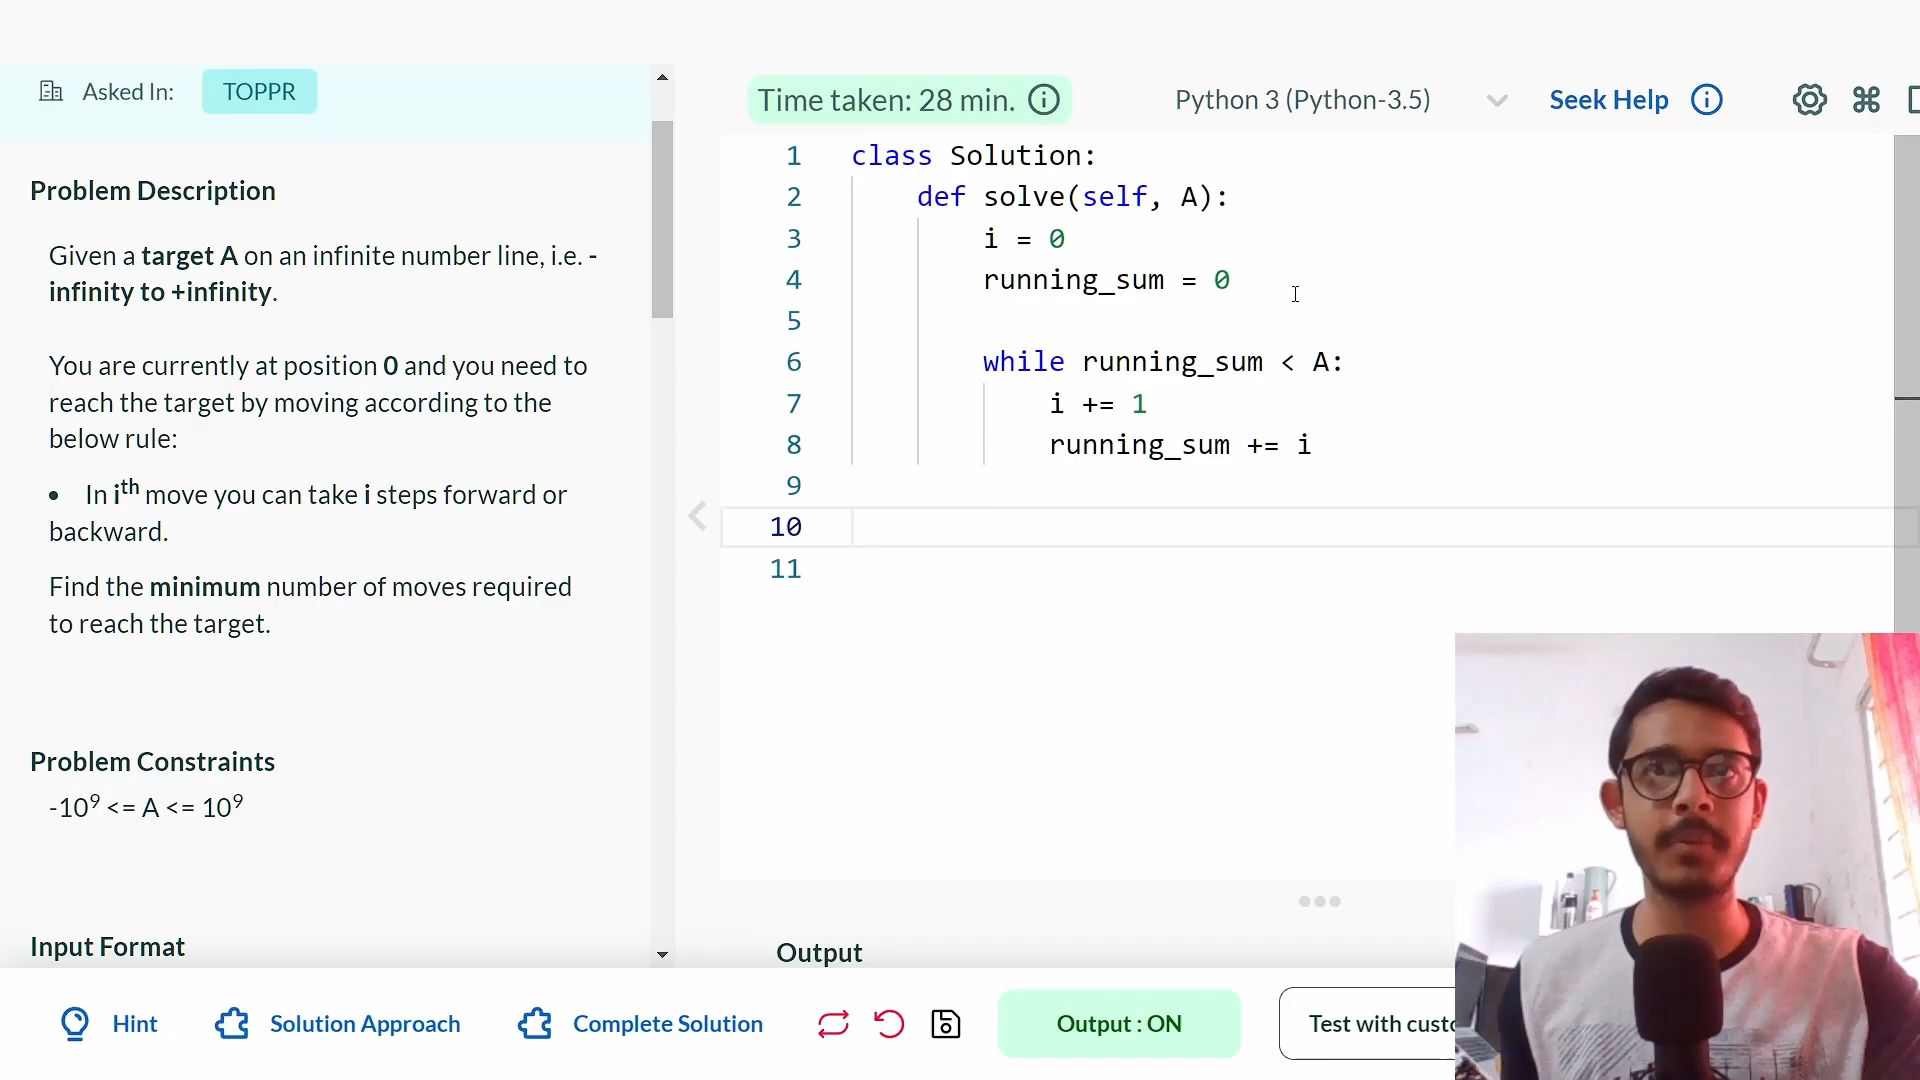 Asked In: TOPPR
Problem Description
Given a target A on an infinite number line, i.e. -
infinity to +infinity.
You are currently at position 0 and you need to
reach the target by moving according to the
below rule:
• In ith move you can take i steps forward or
backward.
Find the minimum number of moves required
to reach the target.
Problem Constraints
-10⁹ <= A <= 10⁹
Input Format
Time taken: 28 min.
Python 3 (Python-3.5)
Seek Help
1 class Solution:
2 def solve(self, A):
3 i = 0
4 running_sum = 0
5
6 while running_sum < A:
7 i += 1
8 running_sum += i
9
10
11
Output
Hint
Solution Approach
Complete Solution
Output : ON
Test with custo